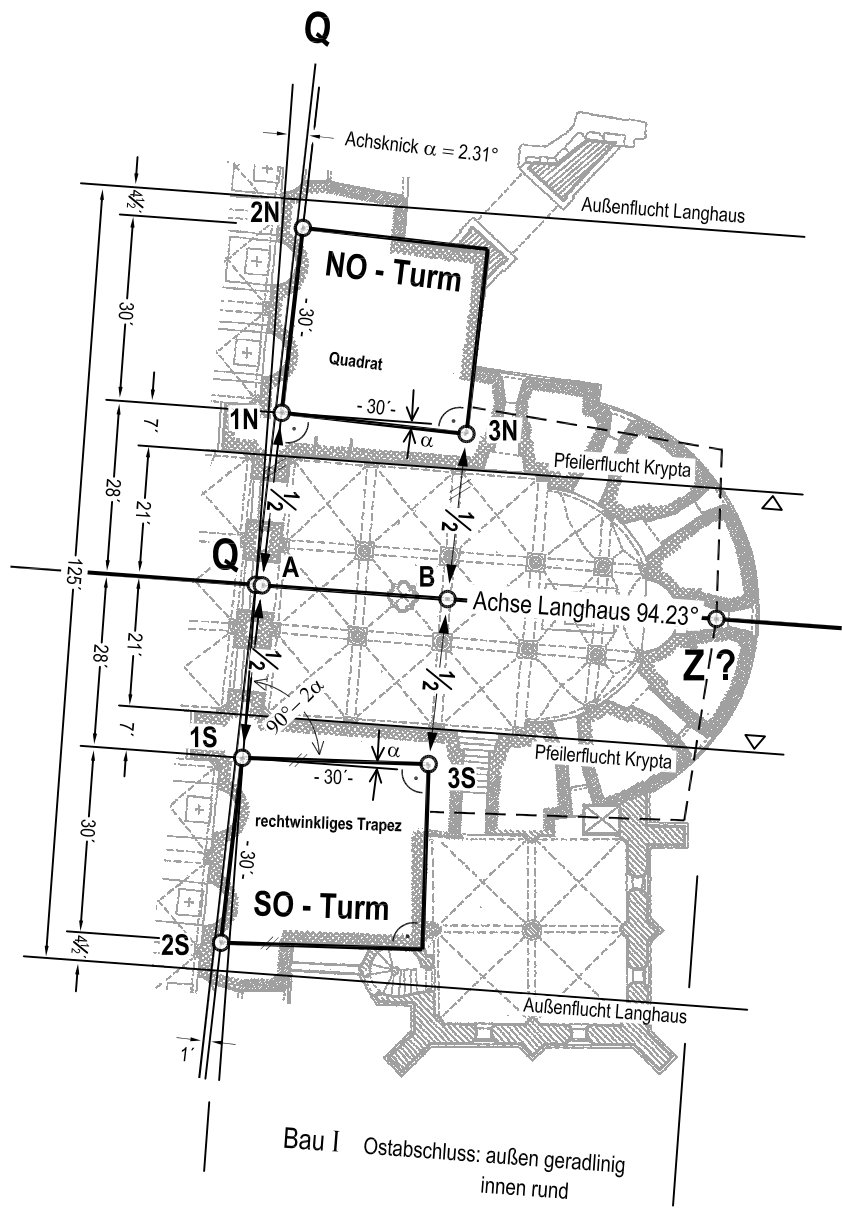 Q
Achsknick α = 2.31°
4½´
2N
Außenflucht Langhaus
NO - Turm
30´
- 30´-
Quadrat
- 30´-
7´
1N
α
3N
Pfeilerflucht Krypta
28´
21´
½
½
Q
A
B
125´
Achse Langhaus 94.23°
28´
21´
½
½
Z ?
90°– 2α
7´
1S
α
Pfeilerflucht Krypta
- 30´-
3S
30´
rechtwinkliges Trapez
- 30´-
SO - Turm
4½´
2S
Außenflucht Langhaus
1´
Bau I
Ostabschluss: außen geradlinig
innen rund